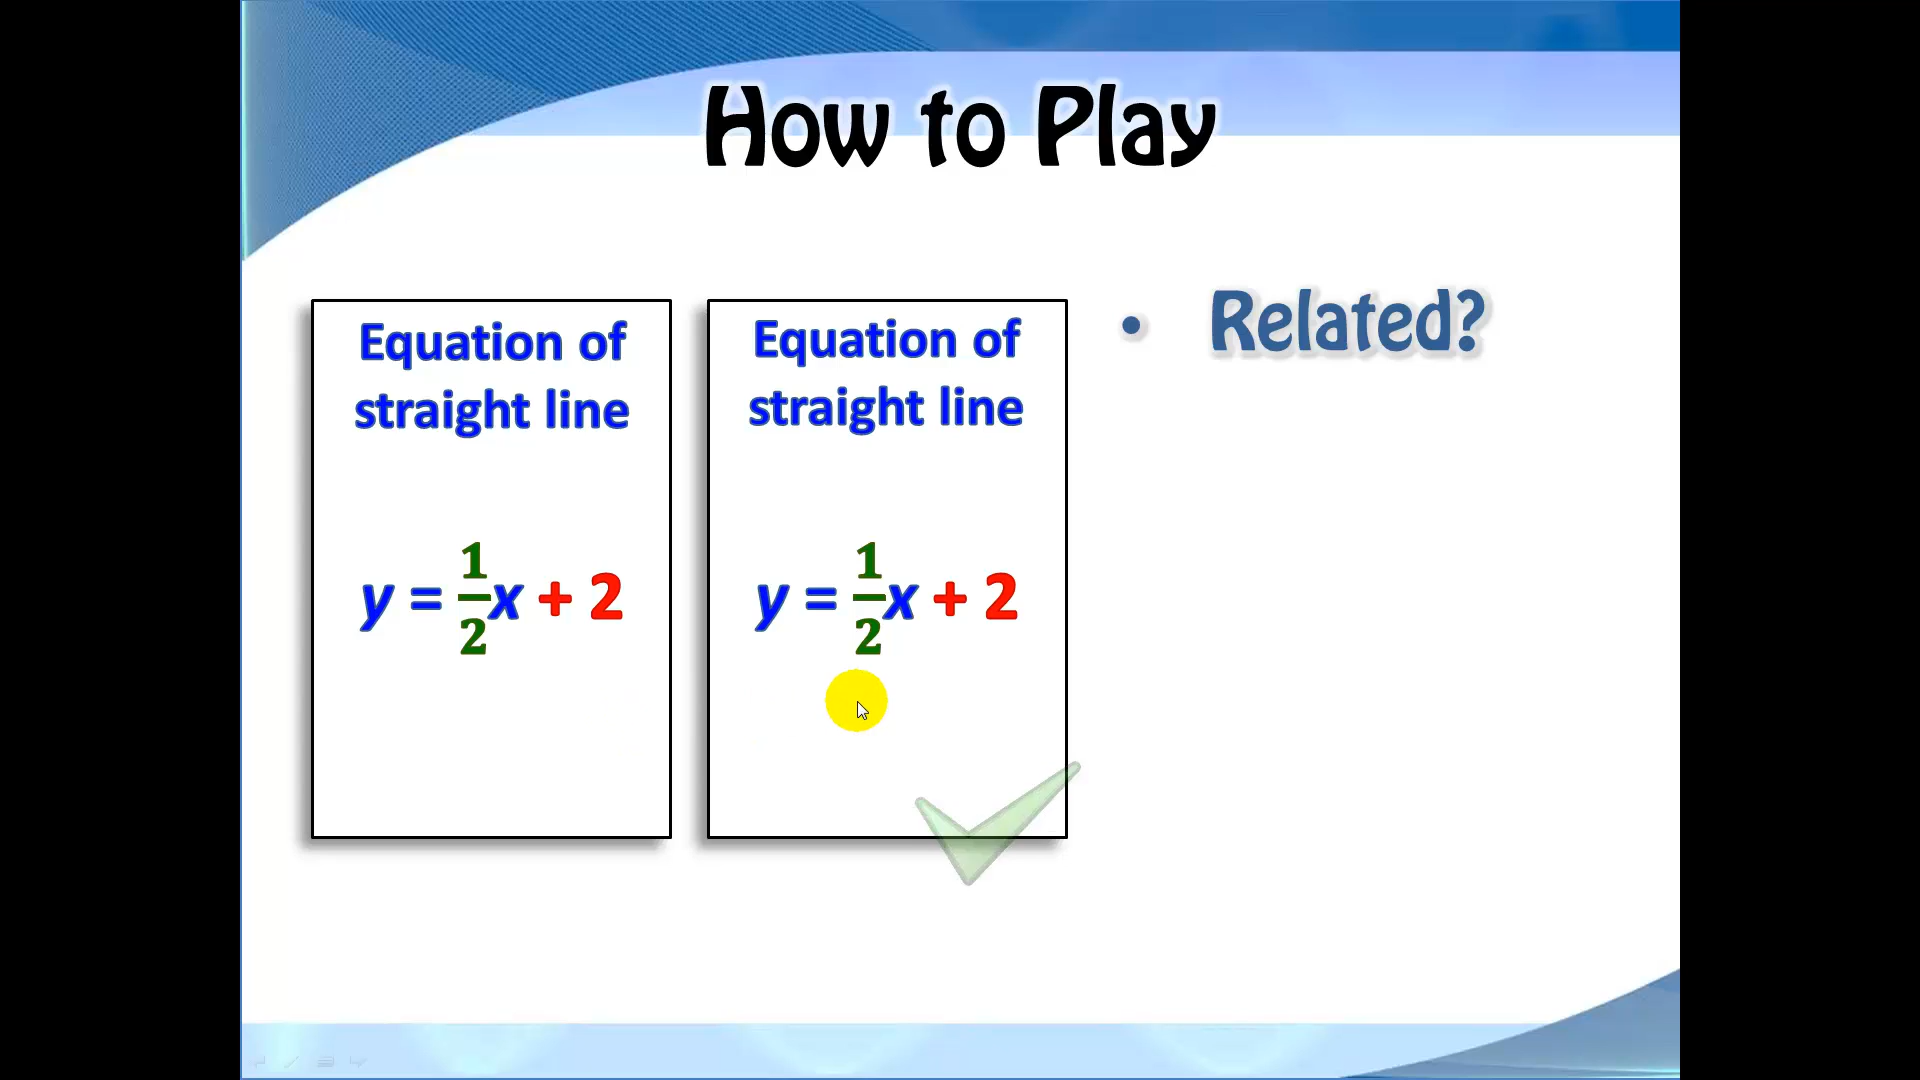 How to Play
Equation of
straight line
y = 1/2 x + 2
Equation of
straight line
y = 1/2 x + 2
• Related?